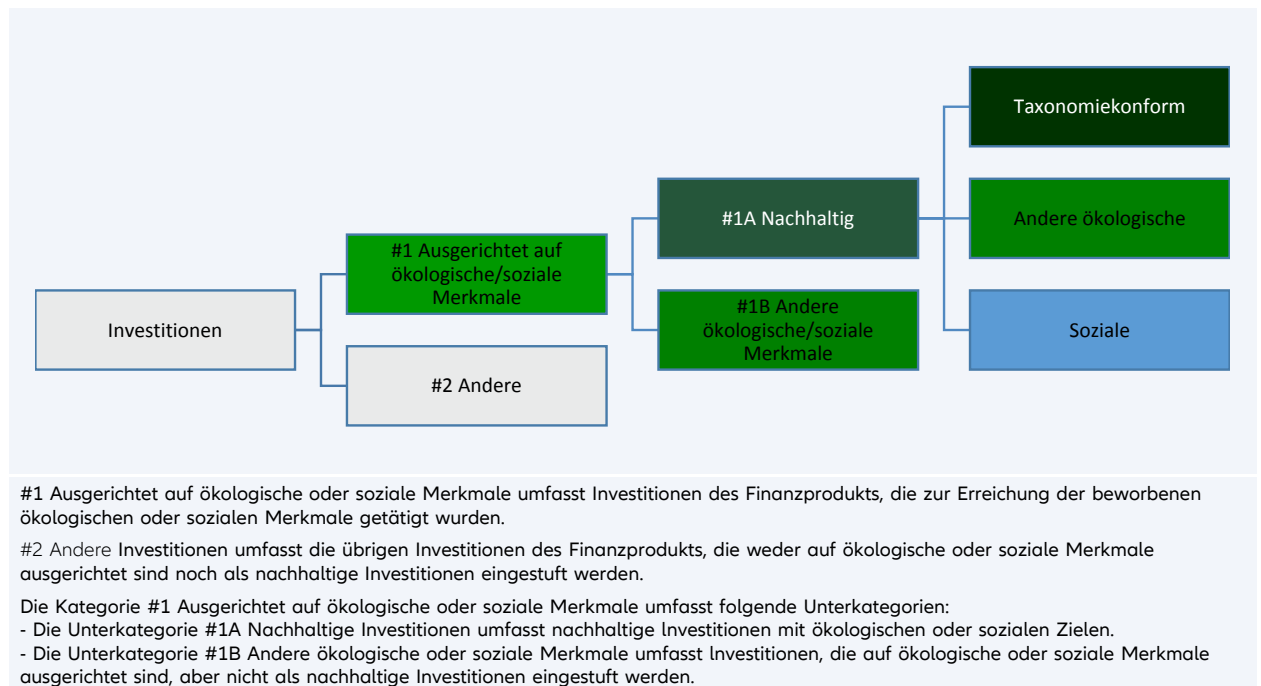 Taxonomiekonform
#1A Nachhaltig
Andere ökologische
#1 Ausgerichtet auf
ökologische/soziale
Merkmale
#1B Andere
ökologische/soziale
Merkmale
Investitionen
Soziale
#2 Andere
#1 Ausgerichtet auf ökologische oder soziale Merkmale umfasst Investitionen des Finanzprodukts, die zur Erreichung der beworbenen
ökologischen oder sozialen Merkmale getätigt wurden.
#2 Andere Investitionen umfasst die übrigen Investitionen des Finanzprodukts, die weder auf ökologische oder soziale Merkmale
ausgerichtet sind noch als nachhaltige Investitionen eingestuft werden.
Die Kategorie #1 Ausgerichtet auf ökologische oder soziale Merkmale umfasst folgende Unterkategorien:
- Die Unterkategorie #1A Nachhaltige Investitionen umfasst nachhaltige Investitionen mit ökologischen oder sozialen Zielen.
- Die Unterkategorie #1B Andere ökologische oder soziale Merkmale umfasst Investitionen, die auf ökologische oder soziale Merkmale
ausgerichtet sind, aber nicht als nachhaltige Investitionen eingestuft werden.